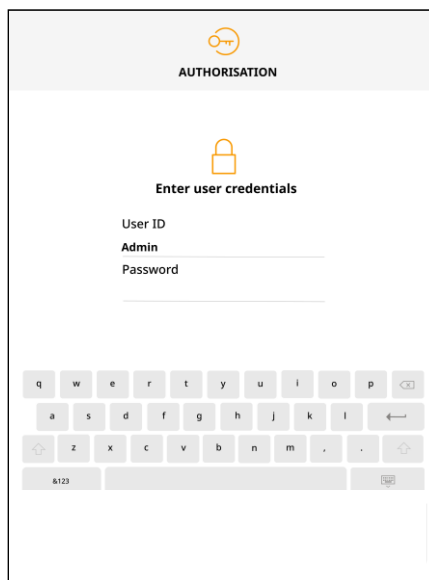 AUTHORISATION
Enter user credentials
User ID
Admin
Password
q w e r t y u i o p
a s d f g h j k l
z x c v b n m , .
&123